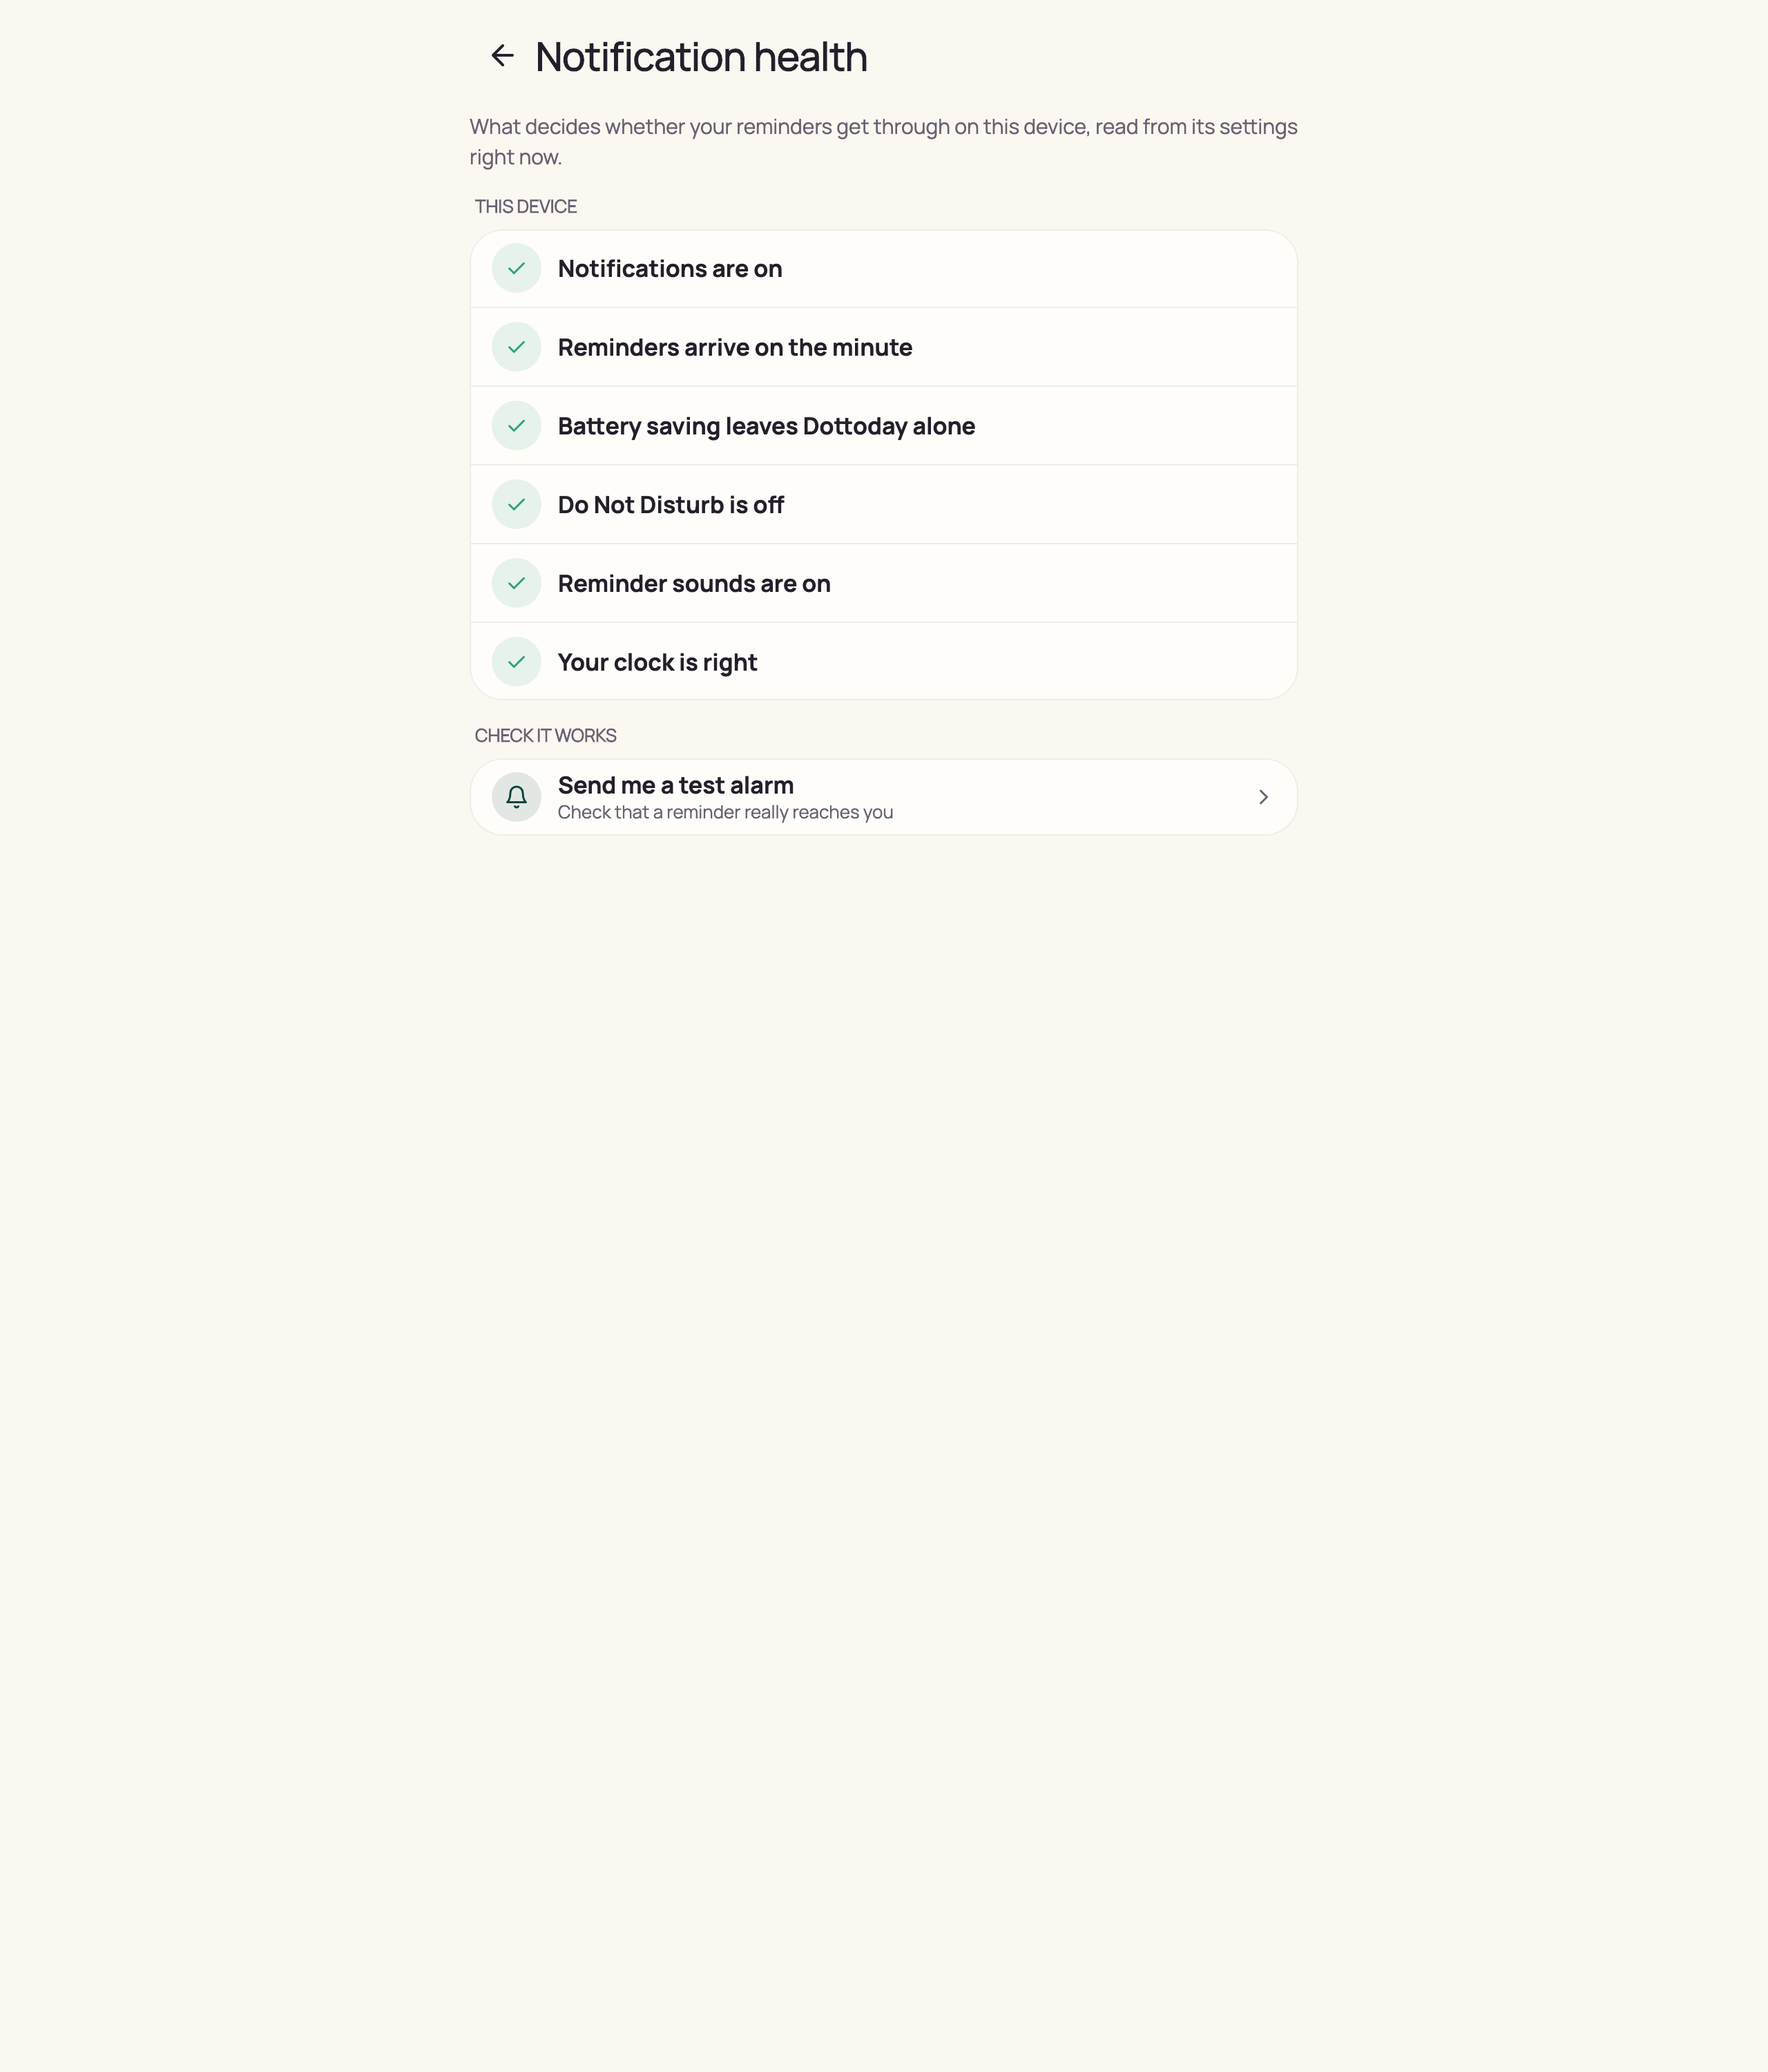 Notification health
What decides whether your reminders get through on this device, read from its settings
right now.
THIS DEVICE
Notifications are on
Reminders arrive on the minute
Battery saving leaves Dottoday alone
Do Not Disturb is off
Reminder sounds are on
Your clock is right
CHECK IT WORKS
Send me a test alarm
Check that a reminder really reaches you